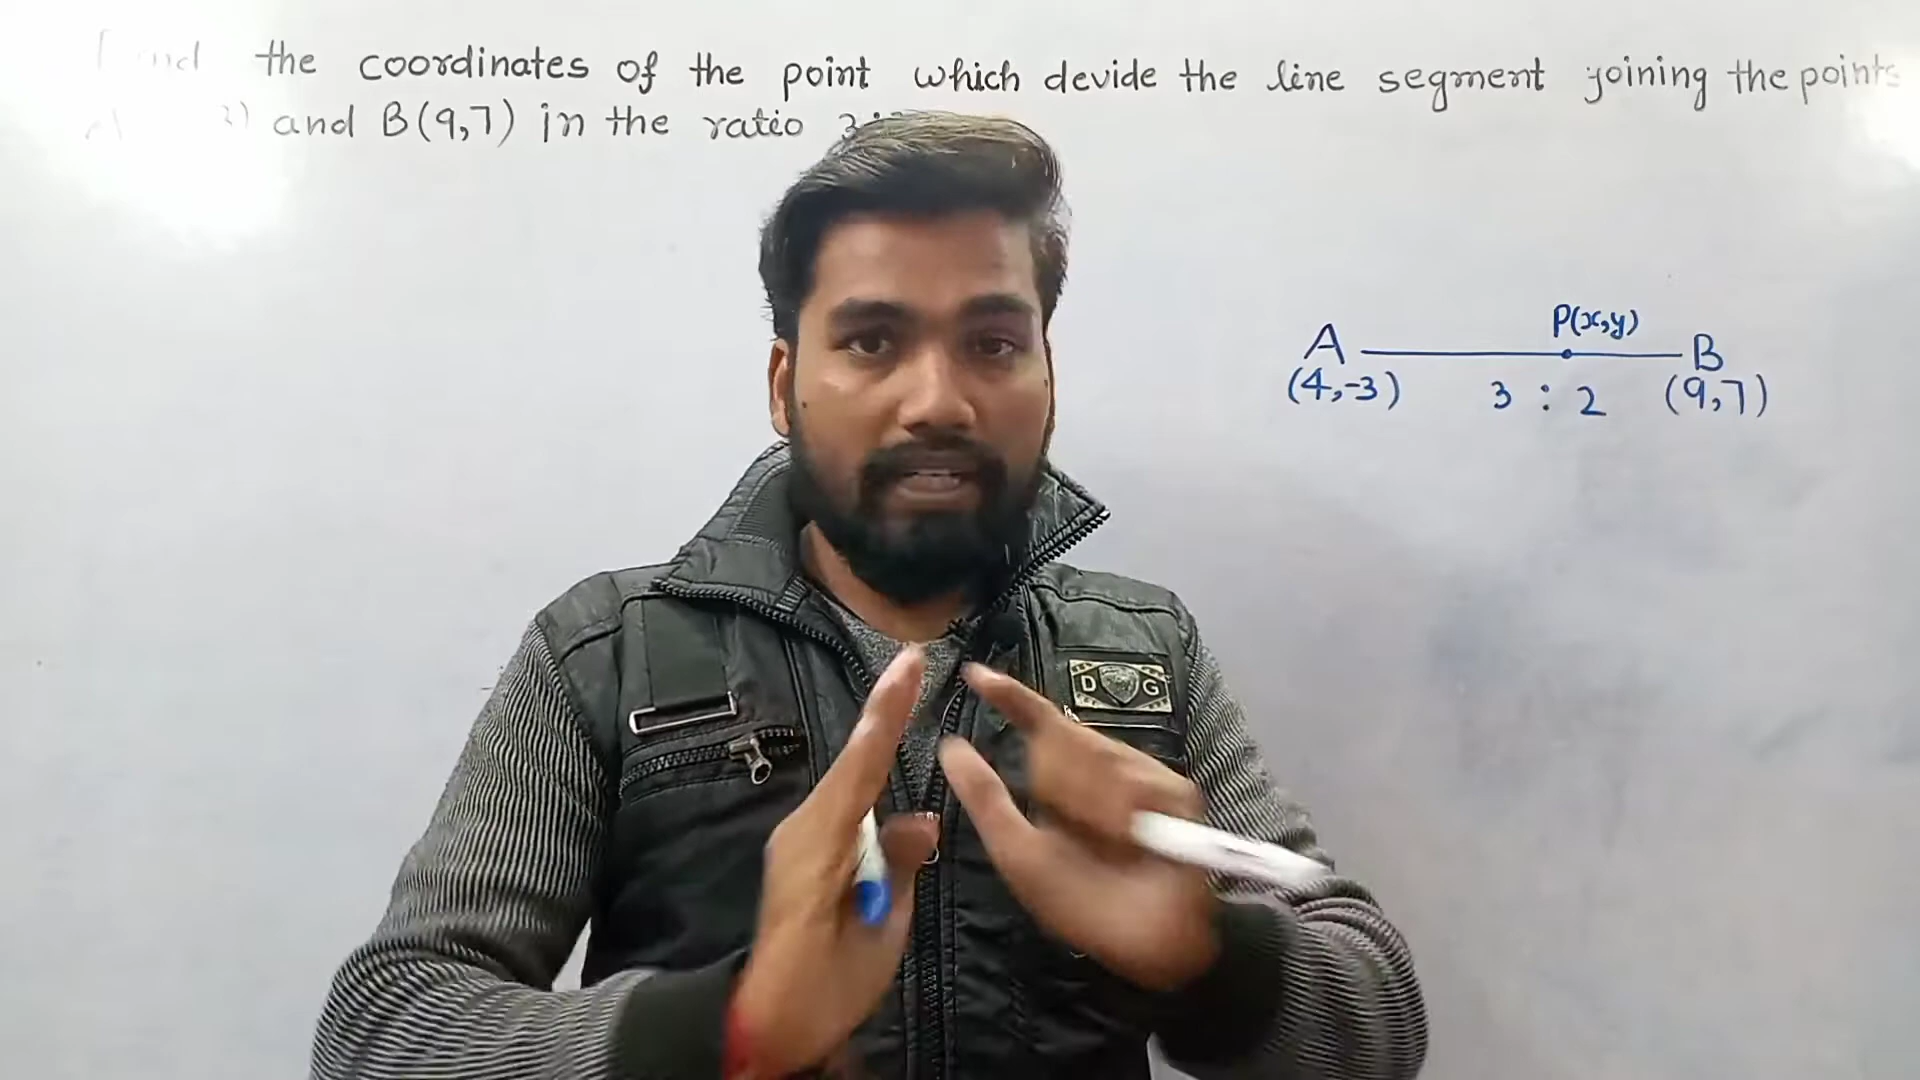 the coordinates of the point which devide the line segment joining the points
and B(9,7) in the ratio 3:
P(x,y)
A B
(4,-3) 3 : 2 (9,7)
D G